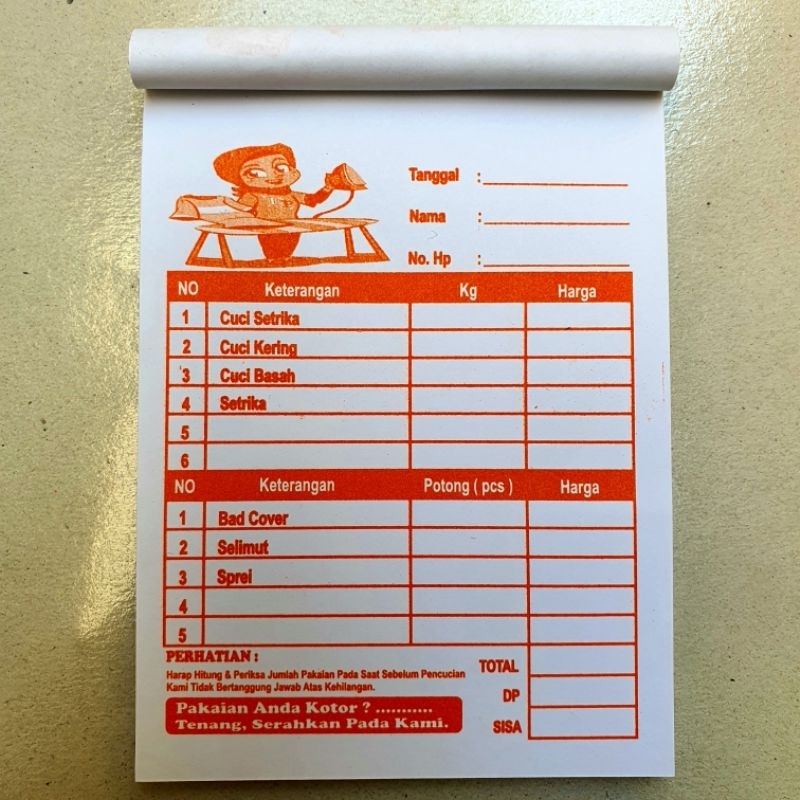 Tanggal :
Nama :
No. Hp :
NO Keterangan Kg Harga
1 Cuci Setrika
2 Cuci Kering
3 Cuci Basah
4 Setrika
5
6
NO Keterangan Potong ( pcs ) Harga
1 Bad Cover
2 Selimut
3 Sprei
4
5
PERHATIAN :
Harap Hitung & Periksa Jumlah Pakaian Pada Saat Sebelum Pencucian
Kami Tidak Bertanggung Jawab Atas Kehilangan.
Pakaian Anda Kotor ? ...........
Tenang, Serahkan Pada Kami.
TOTAL
DP
SISA